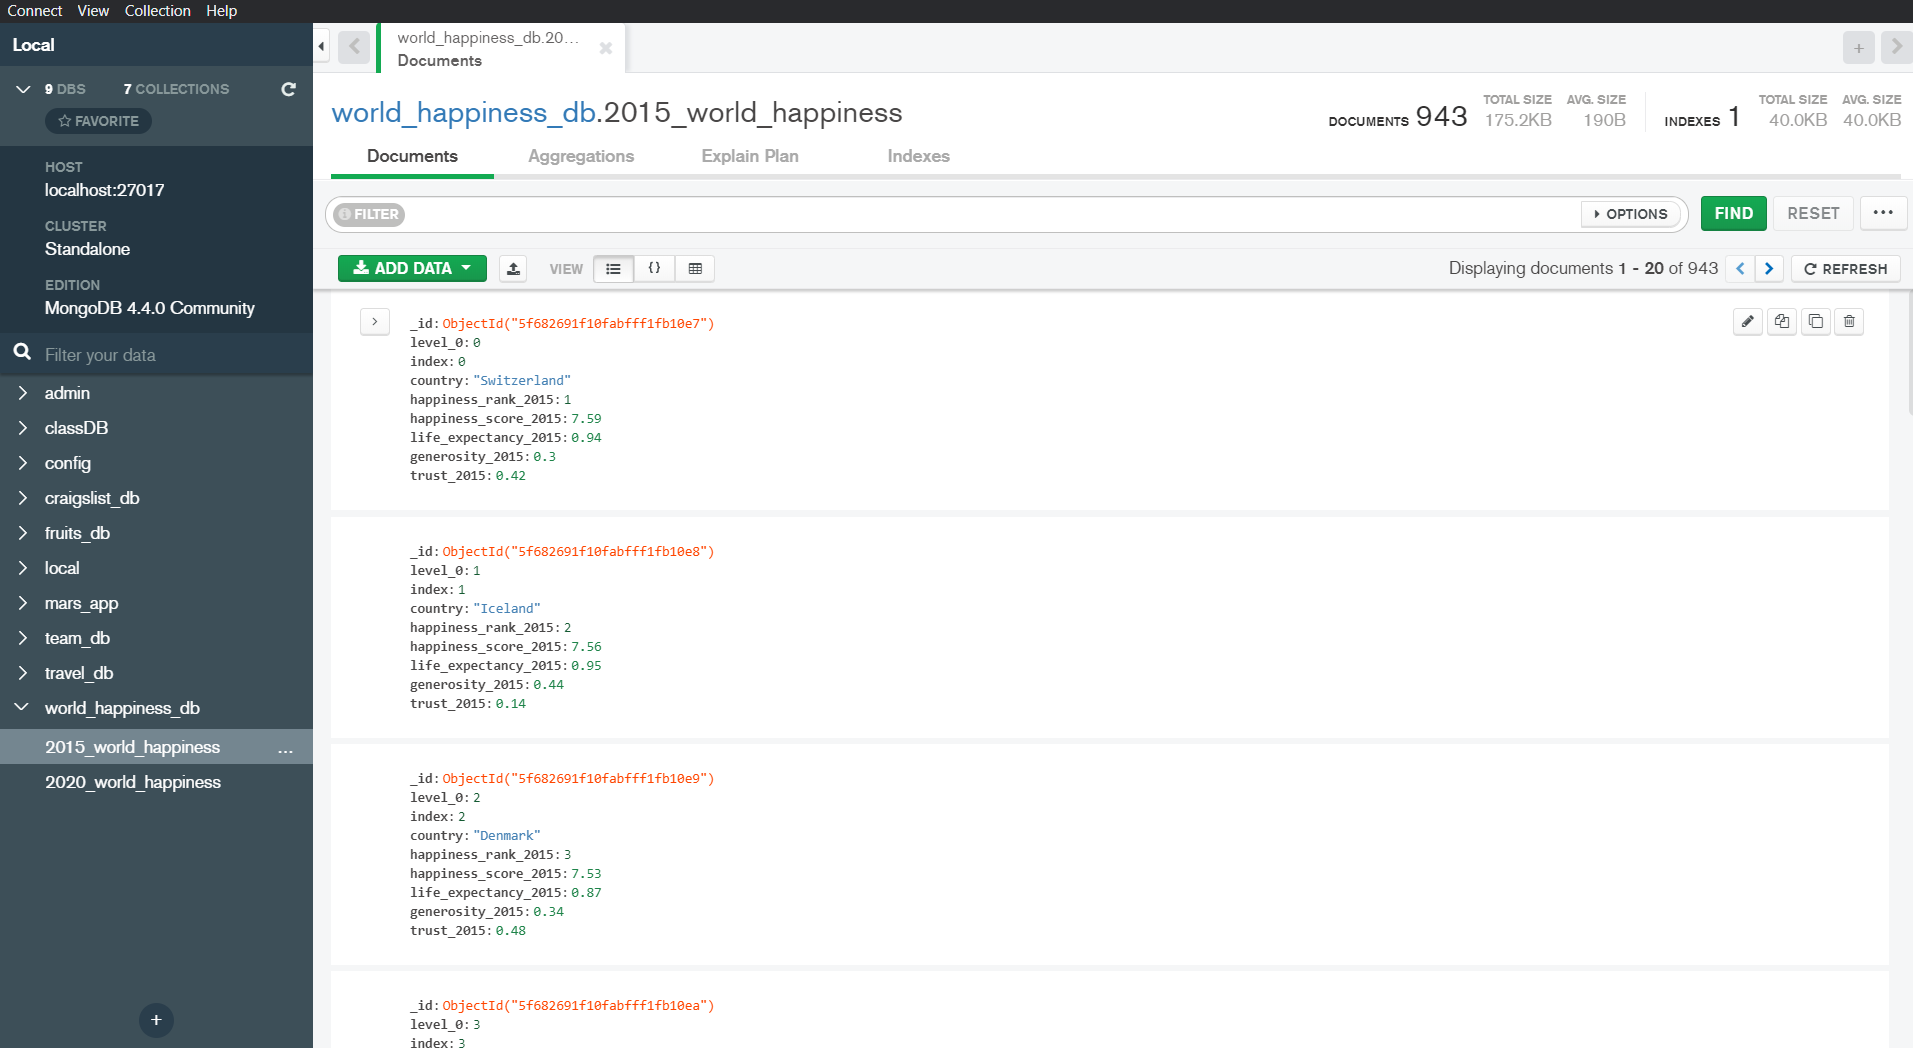 Connect View Collection Help
Local
9 DBS 7 COLLECTIONS
FAVORITE
HOST
localhost:27017
CLUSTER
Standalone
EDITION
MongoDB 4.4.0 Community
Filter your data
admin
classDB
config
craigslist_db
fruits_db
local
mars_app
team_db
travel_db
world_happiness_db
2015_world_happiness ...
2020_world_happiness
+
world_happiness_db.20...
Documents
world_happiness_db.2015_world_happiness
DOCUMENTS 943 TOTAL SIZE 175.2KB AVG. SIZE 190B INDEXES 1 TOTAL SIZE 40.0KB AVG. SIZE 40.0KB
Documents Aggregations Explain Plan Indexes
FILTER OPTIONS FIND RESET ...
ADD DATA VIEW {} Displaying documents 1 - 20 of 943 REFRESH
_id: ObjectId("5f682691f10fabfff1fb10e7")
level_0: 0
index: 0
country: "Switzerland"
happiness_rank_2015: 1
happiness_score_2015: 7.59
life_expectancy_2015: 0.94
generosity_2015: 0.3
trust_2015: 0.42
_id: ObjectId("5f682691f10fabfff1fb10e8")
level_0: 1
index: 1
country: "Iceland"
happiness_rank_2015: 2
happiness_score_2015: 7.56
life_expectancy_2015: 0.95
generosity_2015: 0.44
trust_2015: 0.14
_id: ObjectId("5f682691f10fabfff1fb10e9")
level_0: 2
index: 2
country: "Denmark"
happiness_rank_2015: 3
happiness_score_2015: 7.53
life_expectancy_2015: 0.87
generosity_2015: 0.34
trust_2015: 0.48
_id: ObjectId("5f682691f10fabfff1fb10ea")
level_0: 3
index: 3